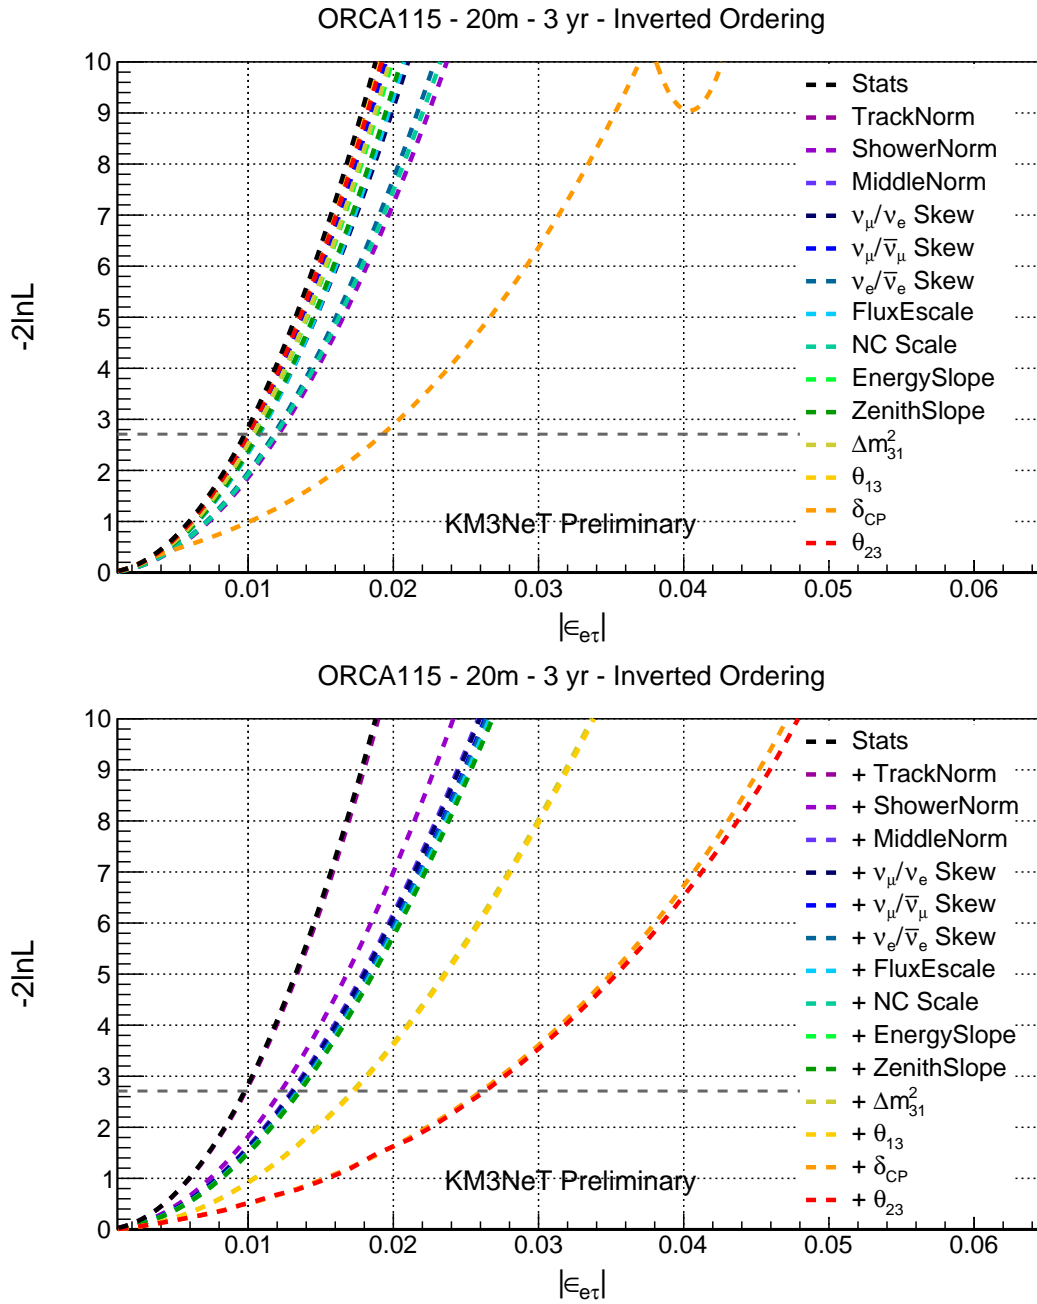 ORCA115 - 20m - 3 yr - Inverted Ordering
10
9
8
7
6
5
4
3
2
1
0
-2lnL
Stats
TrackNorm
ShowerNorm
MiddleNorm
νμ/νe Skew
νμ/ν̅μ Skew
νe/ν̅e Skew
FluxEscale
NC Scale
EnergySlope
ZenithSlope
Δm²31
θ13
δCP
θ23
KM3NeT Preliminary
0.01 0.02 0.03 0.04 0.05 0.06
|∈eτ|
ORCA115 - 20m - 3 yr - Inverted Ordering
10
9
8
7
6
5
4
3
2
1
0
-2lnL
Stats
+ TrackNorm
+ ShowerNorm
+ MiddleNorm
+ νμ/νe Skew
+ νμ/ν̅μ Skew
+ νe/ν̅e Skew
+ FluxEscale
+ NC Scale
+ EnergySlope
+ ZenithSlope
+ Δm²31
+ θ13
+ δCP
+ θ23
KM3NeT Preliminary
0.01 0.02 0.03 0.04 0.05 0.06
|∈eτ|